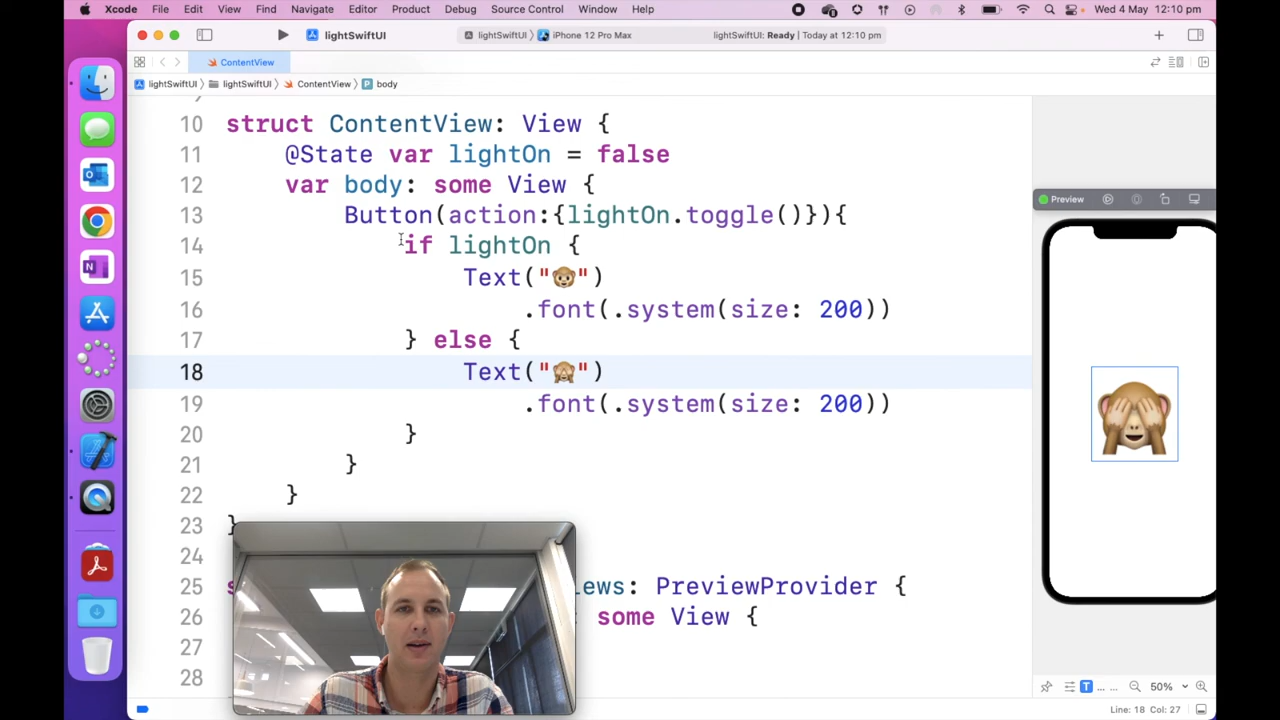 Xcode File Edit View Find Navigate Editor Product Debug Source Control Window Help Wed 4 May 12:10 pm
lightSwiftUI lightSwiftUI 〉 iPhone 12 Pro Max lightSwiftUI: Ready | Today at 12:10 pm
ContentView
lightSwiftUI 〉 lightSwiftUI 〉 ContentView 〉 P body
10 struct ContentView: View {
11 @State var lightOn = false
12 var body: some View {
13 Button(action:{lightOn.toggle()}){
14 if lightOn {
15 Text("🐵")
16 .font(.system(size: 200))
17 } else {
18 Text("🙈")
19 .font(.system(size: 200))
20 }
21 }
22 }
23 }
24
25 PreviewProvider {
26 some View {
27
28
Preview
T ... ... 50%
Line: 18 Col: 27